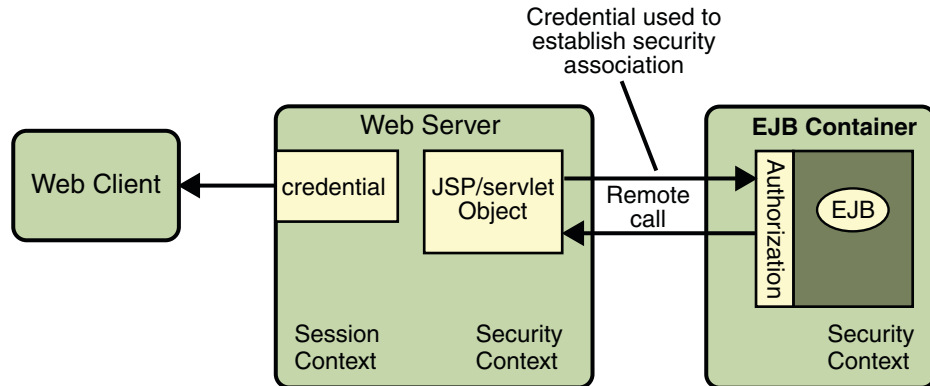 Credential used to
establish security
association
Web Server
EJB Container
Web Client
credential
JSP/servlet
Object
Remote
call
Authorization
EJB
Session
Context
Security
Context
Security
Context